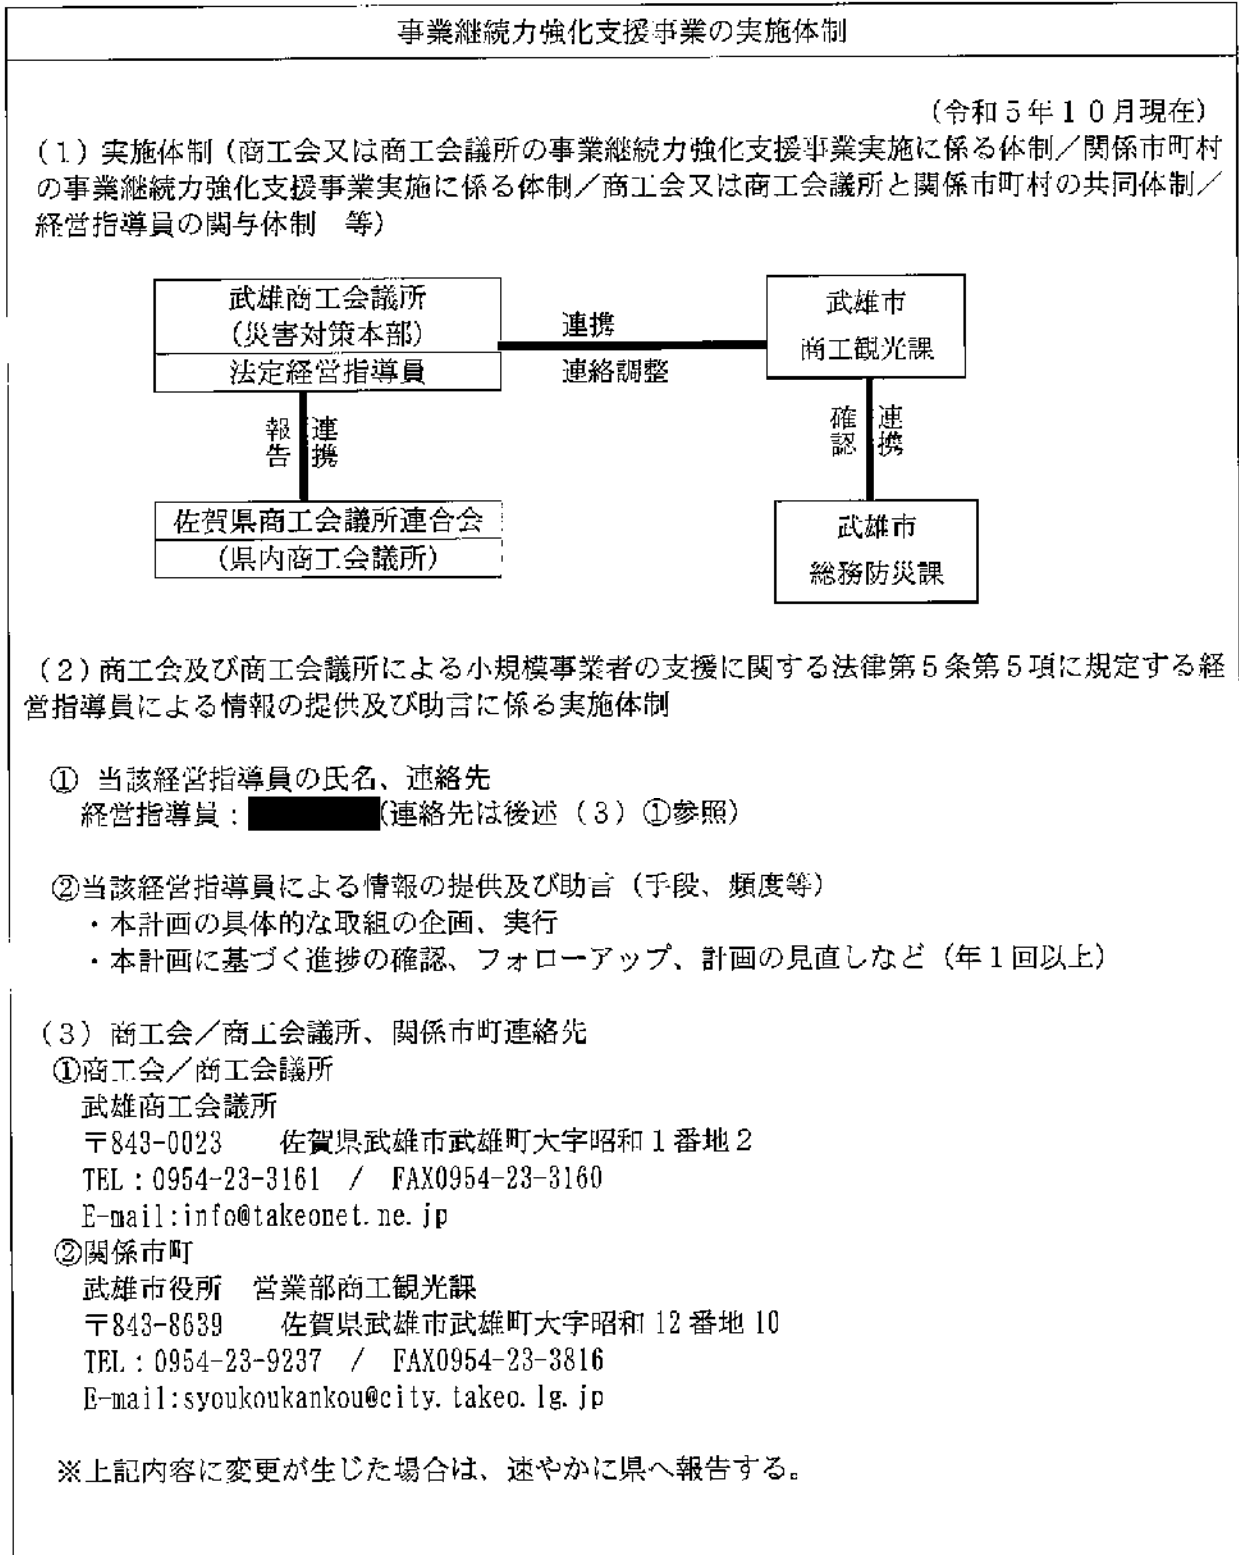 事業継続力強化支援事業の実施体制
（令和５年１０月現在）
（１）実施体制（商工会又は商工会議所の事業継続力強化支援事業実施に係る体制／関係市町村
の事業継続力強化支援事業実施に係る体制／商工会又は商工会議所と関係市町村の共同体制／
経営指導員の関与体制　等）
武雄商工会議所
（災害対策本部）
法定経営指導員
連携
連絡調整
武雄市
商工観光課
報告
連携
確認
連携
佐賀県商工会議所連合会
（県内商工会議所）
武雄市
総務防災課
（２）商工会及び商工会議所による小規模事業者の支援に関する法律第５条第５項に規定する経
営指導員による情報の提供及び助言に係る実施体制
① 当該経営指導員の氏名、連絡先
経営指導員：（連絡先は後述（３）①参照）
②当該経営指導員による情報の提供及び助言（手段、頻度等）
・本計画の具体的な取組の企画、実行
・本計画に基づく進捗の確認、フォローアップ、計画の見直しなど（年１回以上）
（３）商工会／商工会議所、関係市町連絡先
①商工会／商工会議所
武雄商工会議所
〒843-0023　　佐賀県武雄市武雄町大字昭和１番地２
TEL：0954-23-3161　/　FAX0954-23-3160
E-mail:info@takeonet.ne.jp
②関係市町
武雄市役所　営業部商工観光課
〒843-8639　　佐賀県武雄市武雄町大字昭和 12 番地 10
TEL：0954-23-9237　/　FAX0954-23-3816
E-mail:syoukoukankou@city.takeo.lg.jp
※上記内容に変更が生じた場合は、速やかに県へ報告する。